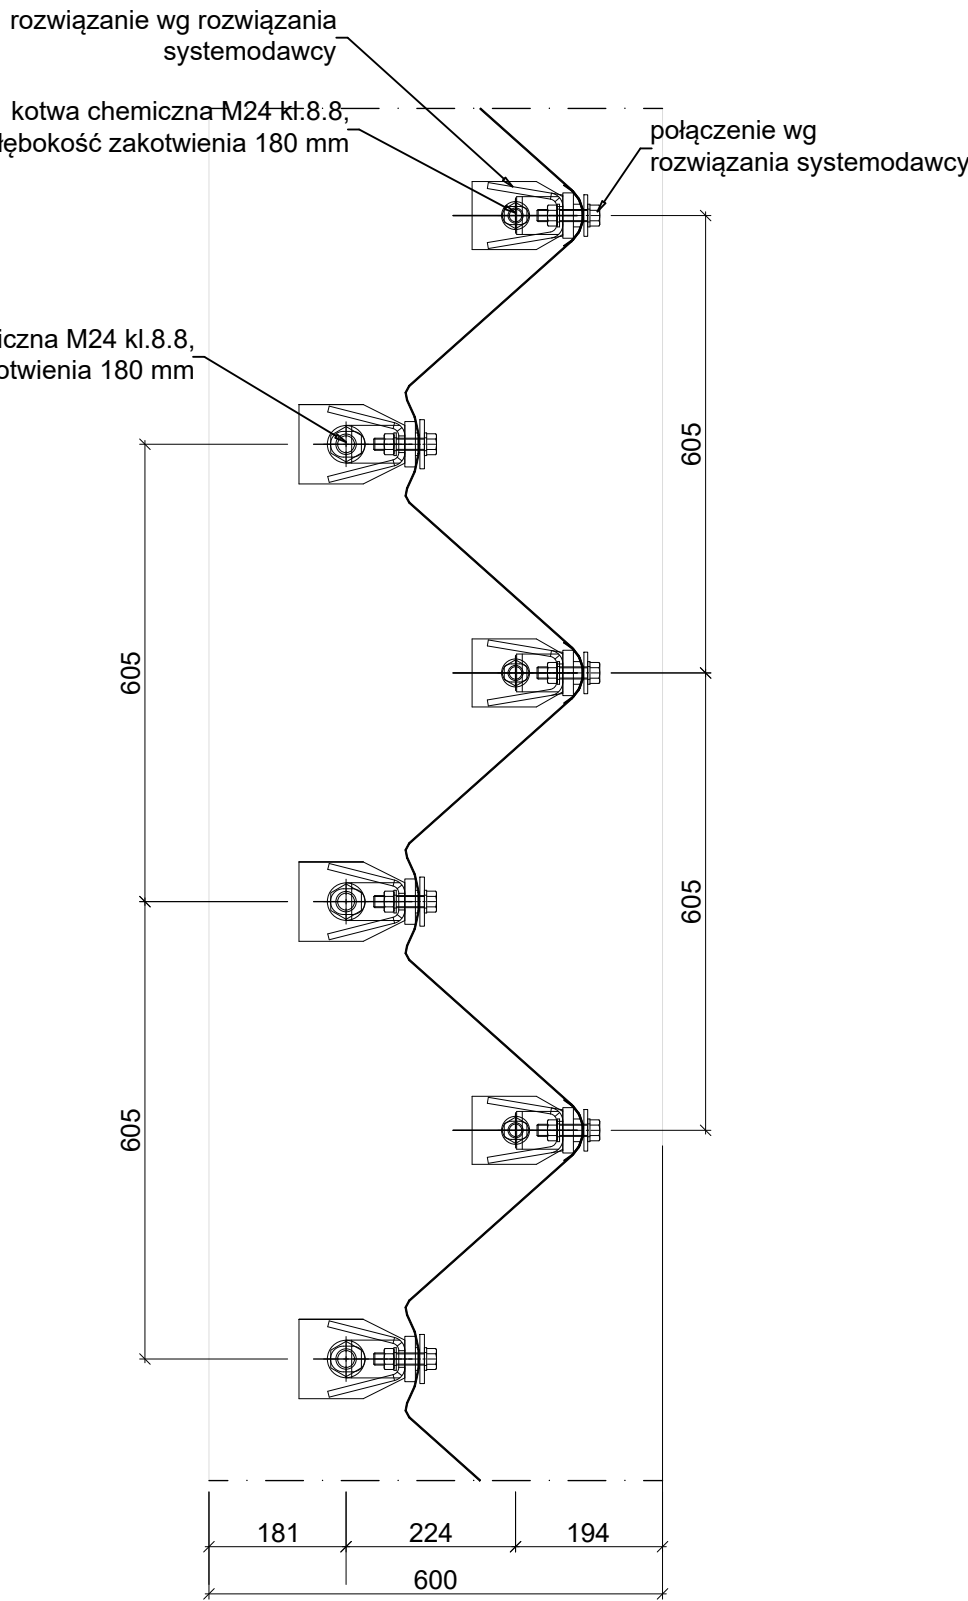 rozwiązanie wg rozwiązania
systemodawcy
kotwa chemiczna M24 kl.8.8,
łębokość zakotwienia 180 mm
połączenie wg
rozwiązania systemodawcy
iczna M24 kl.8.8,
otwienia 180 mm
605
605
605
605
181
224
194
600